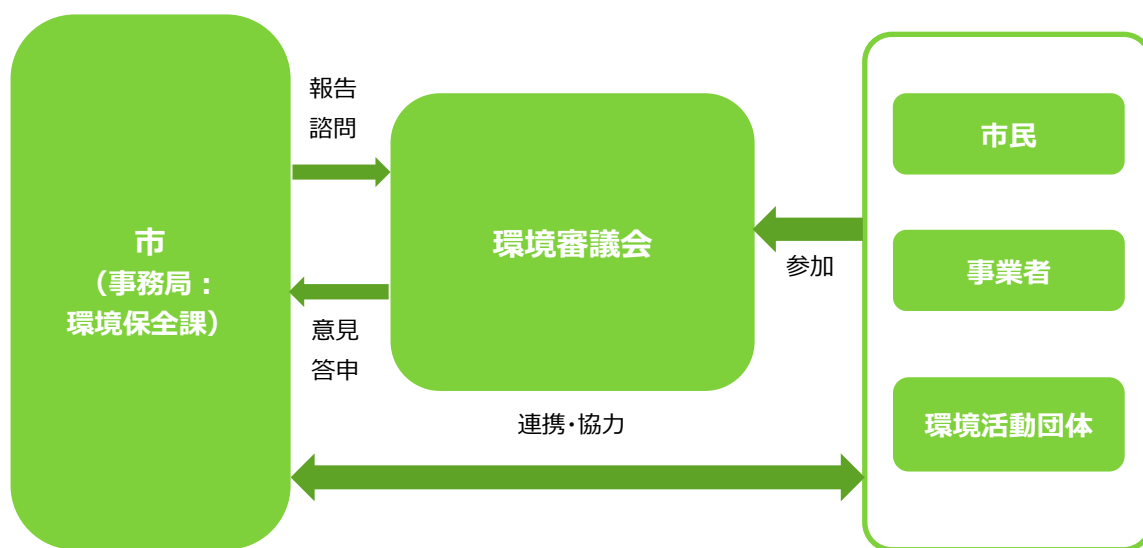 市
（事務局：
環境保全課）
報告
諮問
意見
答申
環境審議会
連携・協力
参加
市民
事業者
環境活動団体